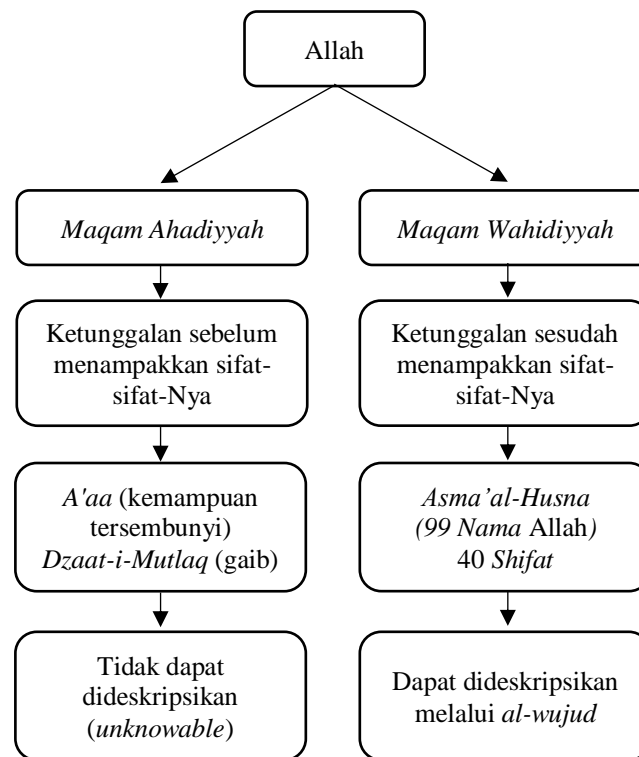 Allah
Maqam Ahadiyyah
Maqam Wahidiyyah
Ketunggalan sebelum
menampakkan sifat-
sifat-Nya
Ketunggalan sesudah
menampakkan sifat-
sifat-Nya
A'aa (kemampuan
tersembunyi)
Dzaat-i-Mutlaq (gaib)
Asma’al-Husna
(99 Nama Allah)
40 Shifat
Tidak dapat
dideskripsikan
(unknowable)
Dapat dideskripsikan
melalui al-wujud